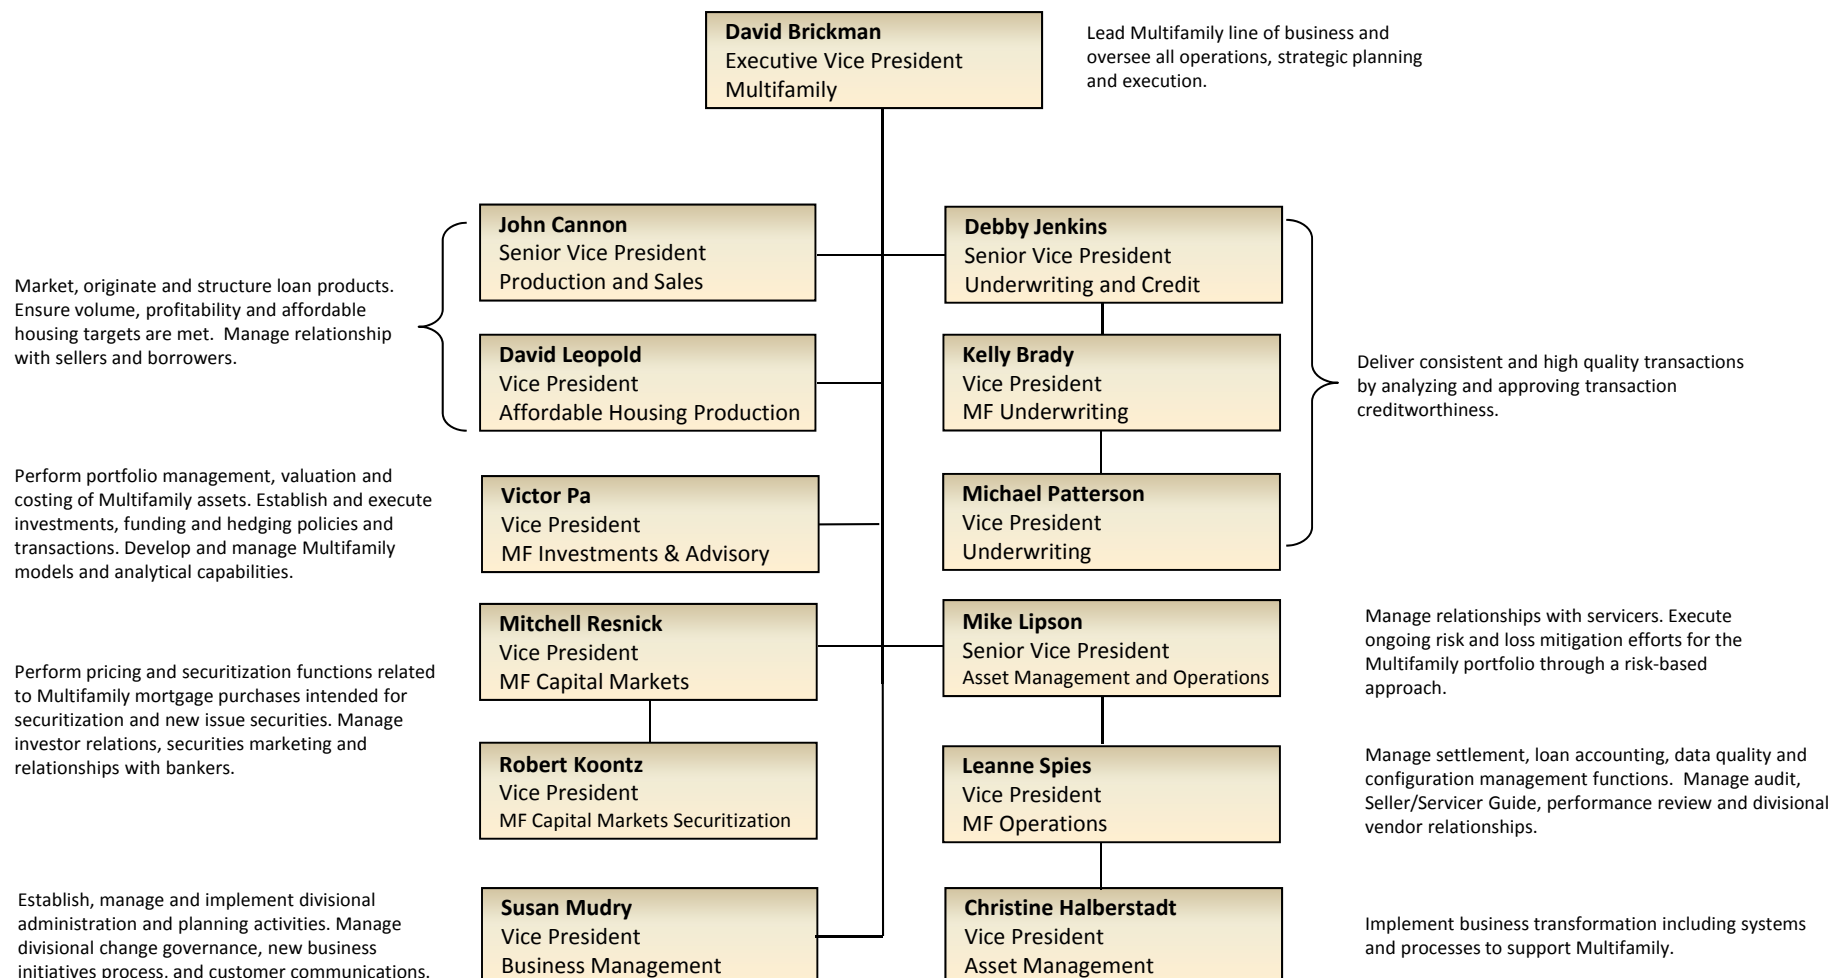 David Brickman
Executive Vice President
Multifamily
Lead Multifamily line of business and
oversee all operations, strategic planning
and execution.
John Cannon
Senior Vice President
Production and Sales
Debby Jenkins
Senior Vice President
Underwriting and Credit
Market, originate and structure loan products.
Ensure volume, profitability and affordable
housing targets are met.  Manage relationship
with sellers and borrowers.
David Leopold
Vice President
Affordable Housing Production
Kelly Brady
Vice President
MF Underwriting
Deliver consistent and high quality transactions
by analyzing and approving transaction
creditworthiness.
Perform portfolio management, valuation and
costing of Multifamily assets. Establish and execute
investments, funding and hedging policies and
transactions. Develop and manage Multifamily
models and analytical capabilities.
Victor Pa
Vice President
MF Investments & Advisory
Michael Patterson
Vice President
Underwriting
Mitchell Resnick
Vice President
MF Capital Markets
Mike Lipson
Senior Vice President
Asset Management and Operations
Manage relationships with servicers. Execute
ongoing risk and loss mitigation efforts for the
Multifamily portfolio through a risk-based
approach.
Perform pricing and securitization functions related
to Multifamily mortgage purchases intended for
securitization and new issue securities. Manage
investor relations, securities marketing and
relationships with bankers.
Robert Koontz
Vice President
MF Capital Markets Securitization
Leanne Spies
Vice President
MF Operations
Manage settlement, loan accounting, data quality and
configuration management functions.  Manage audit,
Seller/Servicer Guide, performance review and divisional
vendor relationships.
Establish, manage and implement divisional
administration and planning activities. Manage
divisional change governance, new business
initiatives process, and customer communications.
Susan Mudry
Vice President
Business Management
Christine Halberstadt
Vice President
Asset Management
Implement business transformation including systems
and processes to support Multifamily.